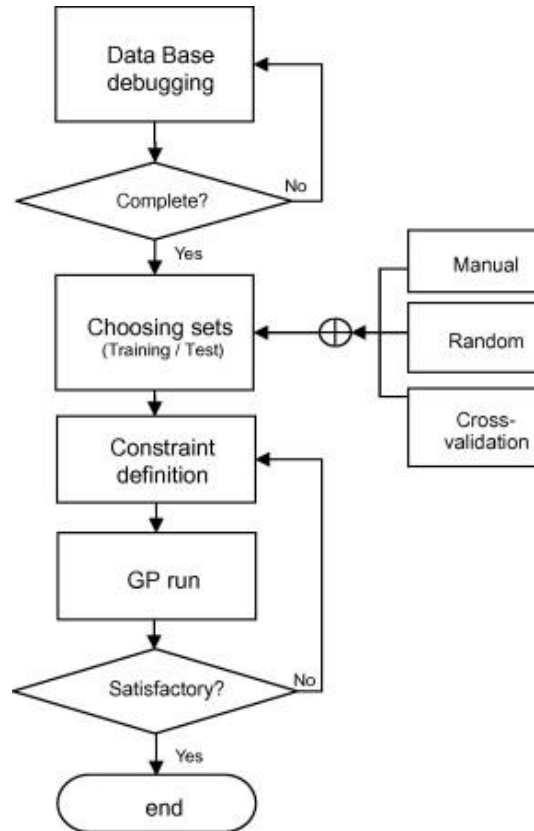 Data Base
debugging
No
Complete?
Yes
Manual
Choosing sets
(Training / Test)
Random
Cross-
validation
Constraint
definition
GP run
No
Satisfactory?
Yes
end